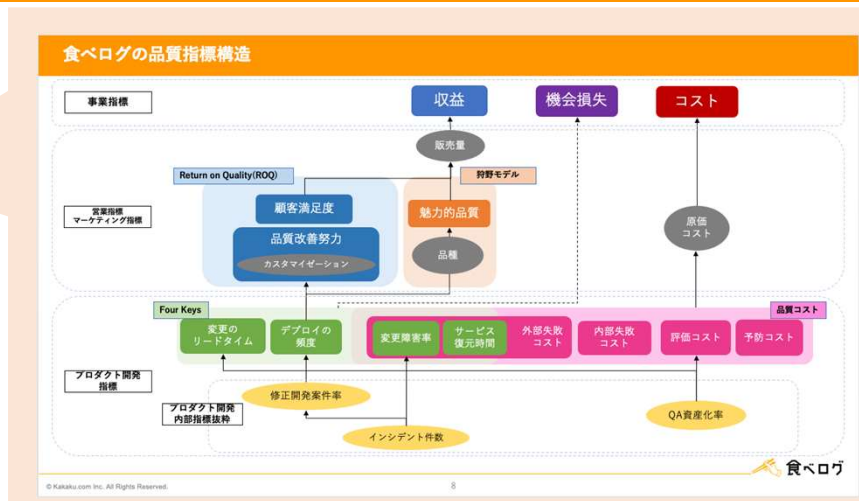 食べログの品質指標構造
事業指標
収益
機会損失
コスト
販売量
Return on Quality(ROQ)
狩野モデル
営業指標
マーケティング指標
顧客満足度
魅力的品質
品質改善努力
カスタマイゼーション
品種
原価
コスト
Four Keys
品質コスト
変更の
リードタイム
デプロイの
頻度
変更障害率
サービス
復元時間
外部失敗
コスト
内部失敗
コスト
評価コスト
予防コスト
プロダクト開発
指標
修正開発案件率
プロダクト開発
内部指標抜粋
QA資産化率
インシデント件数
食べログ
© Kakaku.com Inc. All Rights Reserved.
8